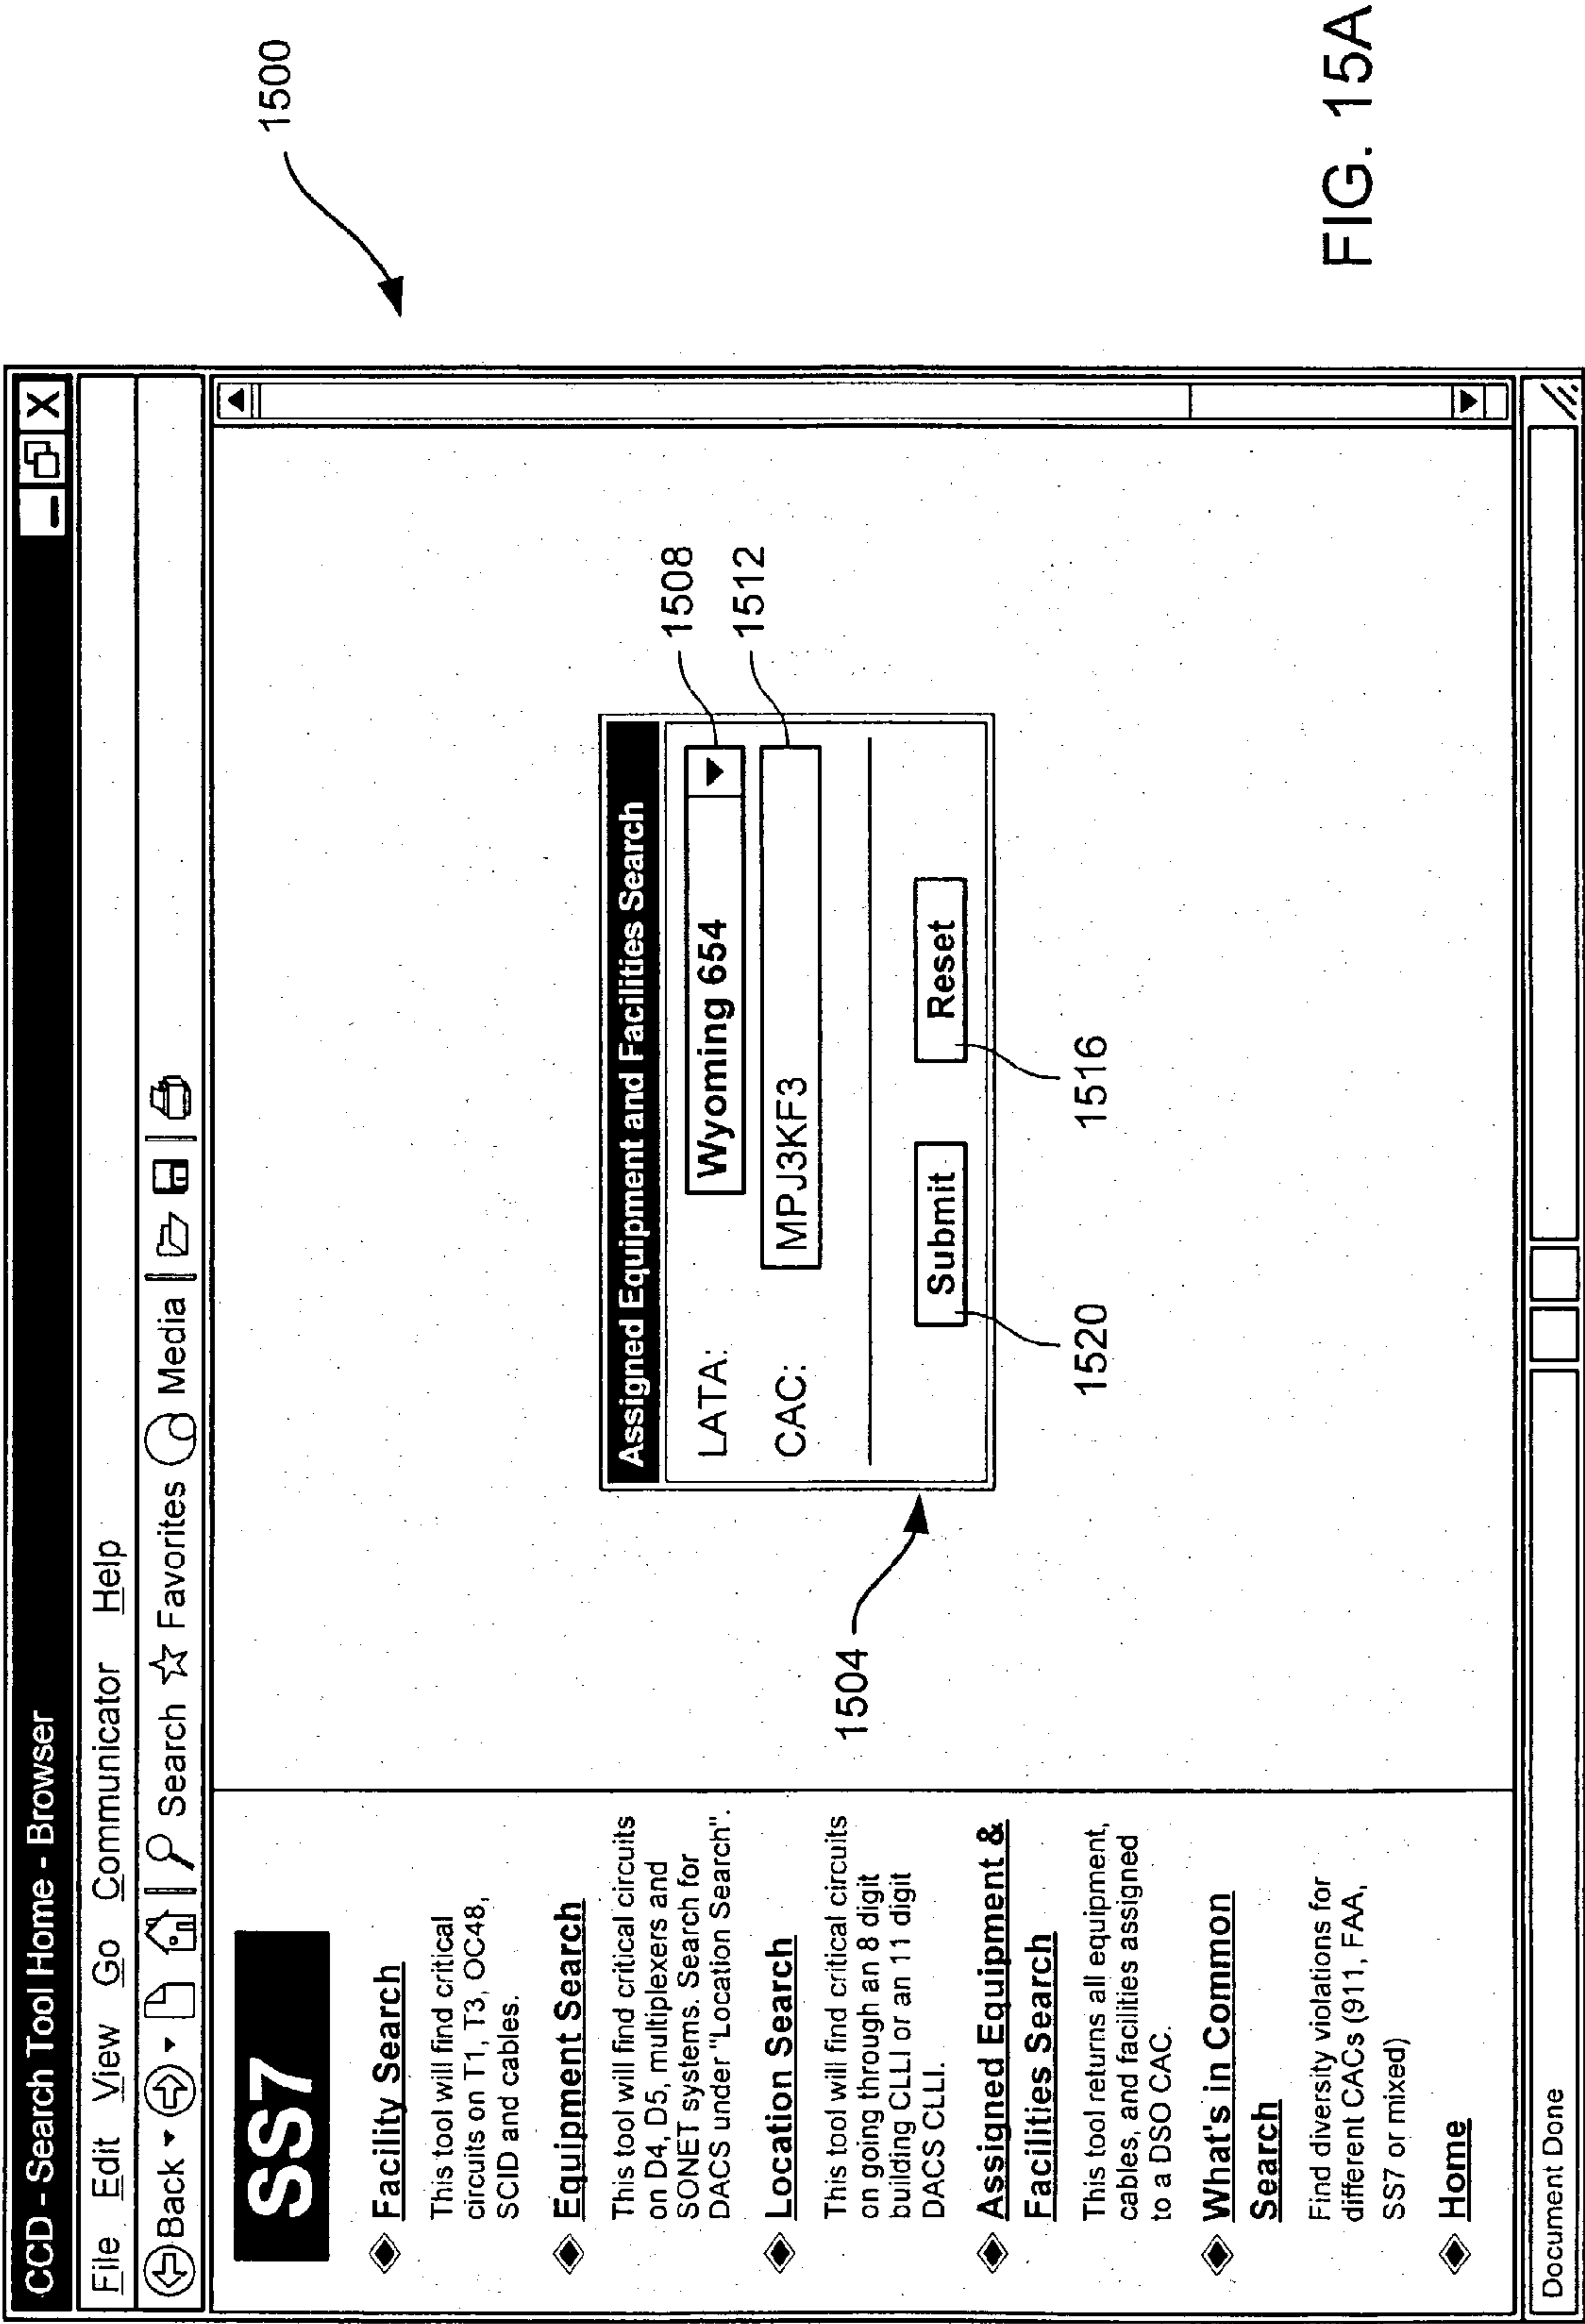 CCD - Search Tool Home - Browser
File Edit View Go Communicator Help
Back Search Favorites Media
SS7
Facility Search
This tool will find critical
circuits on T1, T3, OC48,
SCID and cables.
Equipment Search
This tool will find critical circuits
on D4, D5, multiplexers and
SONET systems. Search for
DACS under "Location Search".
Location Search
This tool will find critical circuits
on going through an 8 digit
building CLLI or an 11 digit
DACS CLLI.
Assigned Equipment &
Facilities Search
This tool returns all equipment,
cables, and facilities assigned
to a DSO CAC.
What's in Common
Search
Find diversity violations for
different CACs (911, FAA,
SS7 or mixed)
Home
Assigned Equipment and Facilities Search
LATA: Wyoming 654
CAC: MPJ3KF3
Submit Reset
1508
1512
1504
1520 1516
Document Done
1500
FIG. 15A